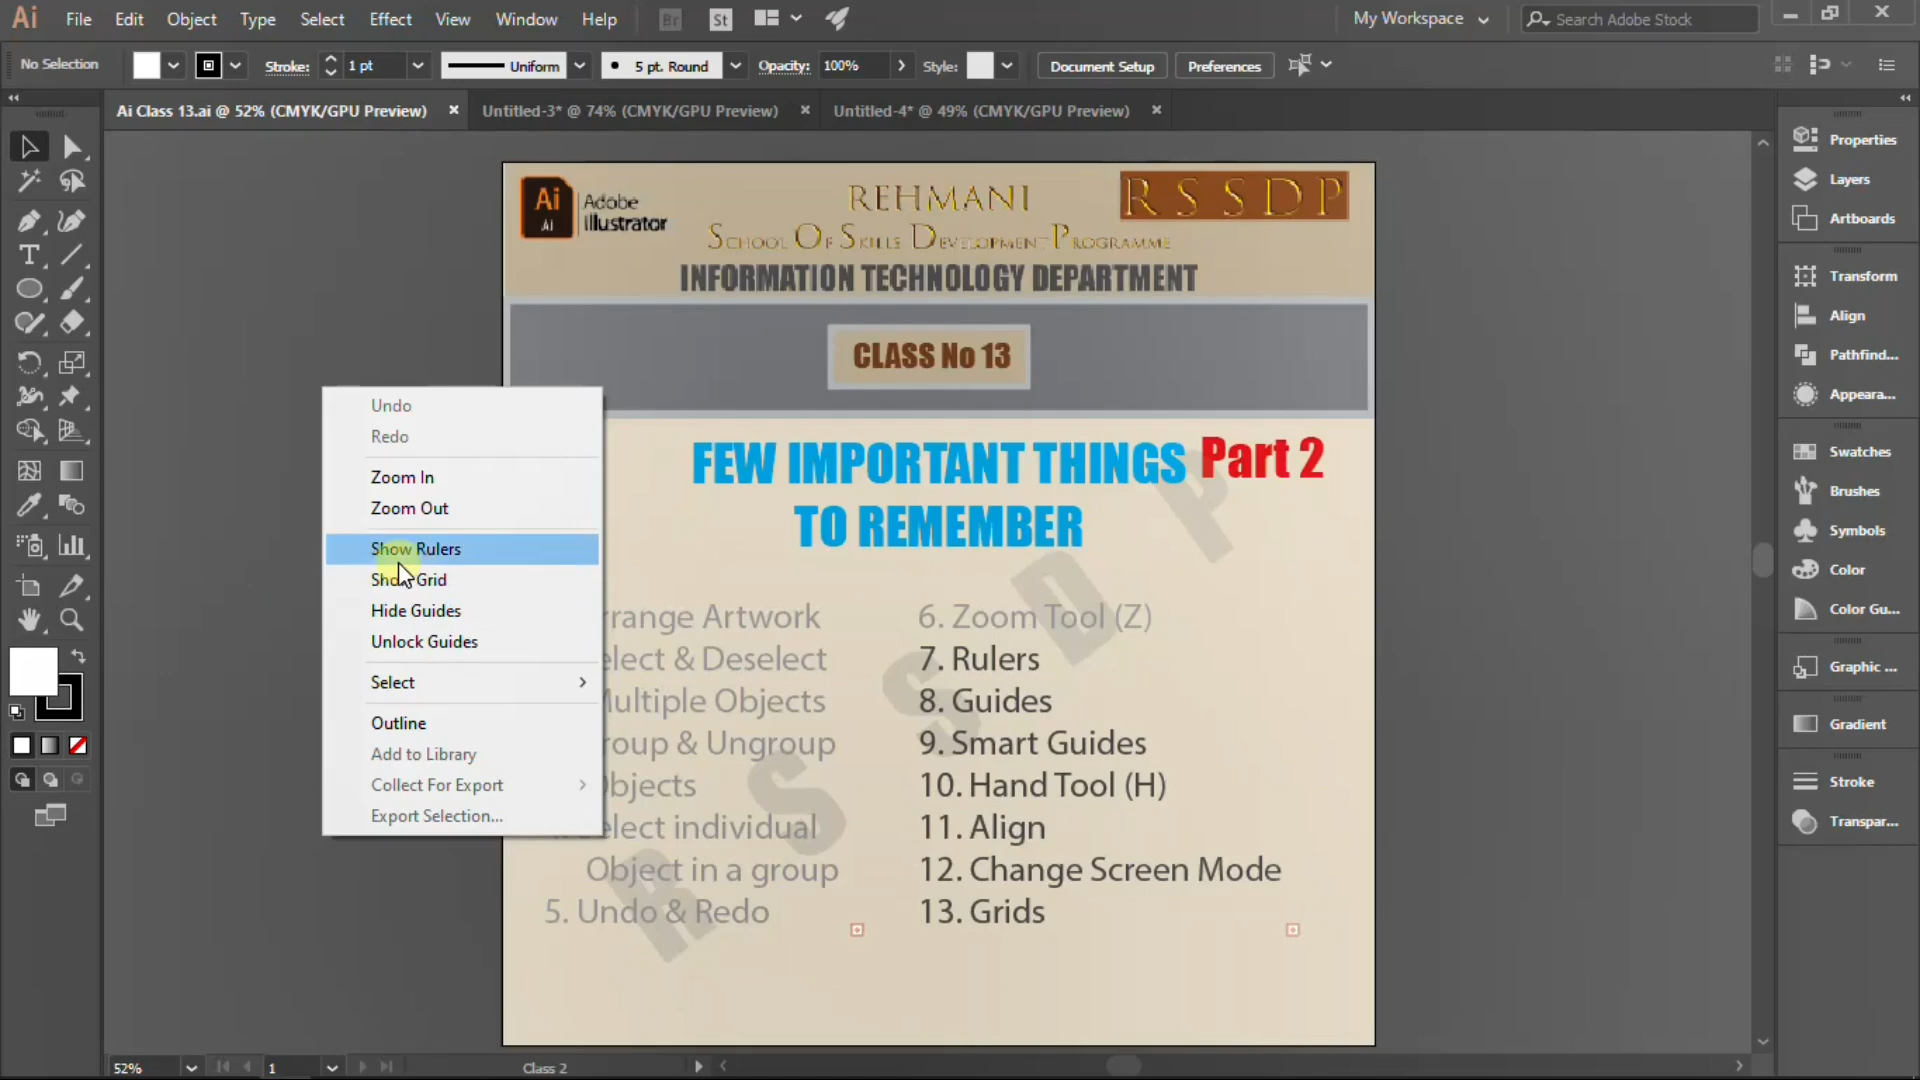 Ai File Edit Object Type Select Effect View Window Help Br St My Workspace Search Adobe Stock
No Selection Stroke: 1 pt Uniform 5 pt. Round Opacity: 100% Style: Document Setup Preferences
Ai Class 13.ai @ 52% (CMYK/GPU Preview) Untitled-3* @ 74% (CMYK/GPU Preview) Untitled-4* @ 49% (CMYK/GPU Preview)
Ai
Ai
Adobe
Illustrator
REHMANI
RSSDP
School Of Skills Development Programme
INFORMATION TECHNOLOGY DEPARTMENT
CLASS No 13
FEW IMPORTANT THINGS Part 2
TO REMEMBER
Undo
Redo
Zoom In
Zoom Out
Show Rulers
Show Grid
Hide Guides
Unlock Guides
Select
Outline
Add to Library
Collect For Export
Export Selection...
rrange Artwork
elect & Deselect
Multiple Objects
roup & Ungroup
bjects
elect individual
Object in a group
5. Undo & Redo
6. Zoom Tool (Z)
7. Rulers
8. Guides
9. Smart Guides
10. Hand Tool (H)
11. Align
12. Change Screen Mode
13. Grids
R S S D P
Properties
Layers
Artboards
Transform
Align
Pathfind...
Appeara...
Swatches
Brushes
Symbols
Color
Color Gu...
Graphic ...
Gradient
Stroke
Transpar...
52% 1 Class 2